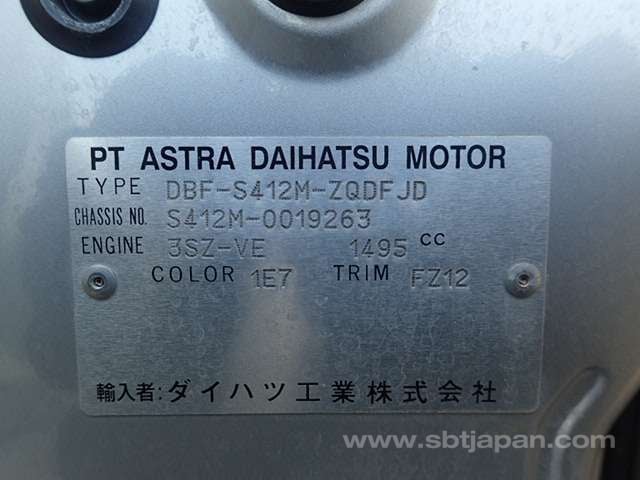 PT ASTRA DAIHATSU MOTOR
TYPE DBF-S412M-ZQDFJD
CHASSIS NO. S412M-0019263
ENGINE 3SZ-VE 1495 CC
COLOR 1E7 TRIM FZ12
輸入者: ダイハツ工業株式会社
www.sbtjapan.com